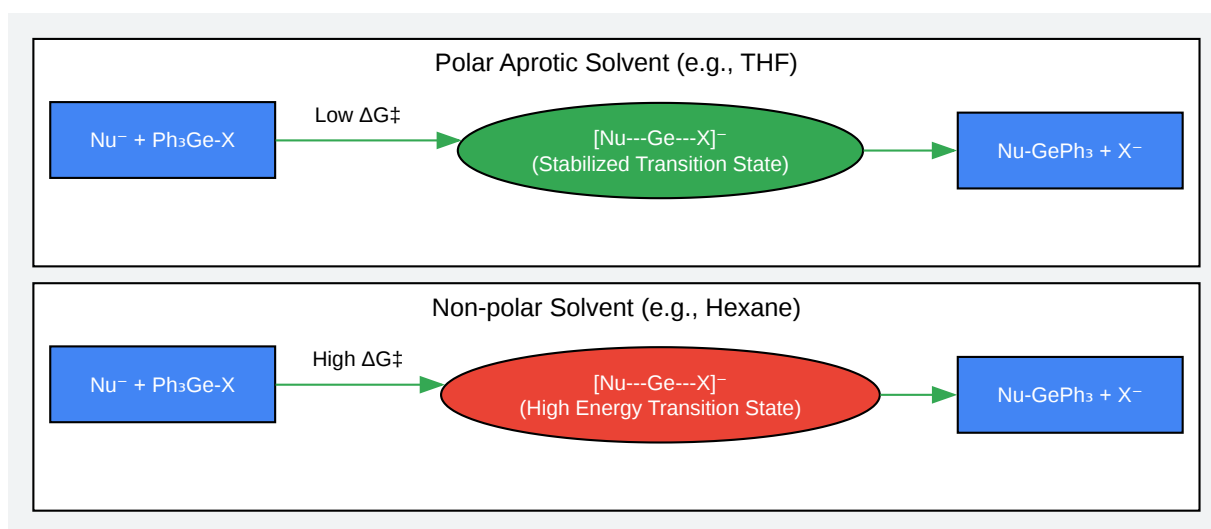 Polar Aprotic Solvent (e.g., THF)
Nu⁻ + Ph₃Ge-X
Low ΔG‡
[Nu---Ge---X]⁻
(Stabilized Transition State)
Nu-GePh₃ + X⁻
Non-polar Solvent (e.g., Hexane)
Nu⁻ + Ph₃Ge-X
High ΔG‡
[Nu---Ge---X]⁻
(High Energy Transition State)
Nu-GePh₃ + X⁻